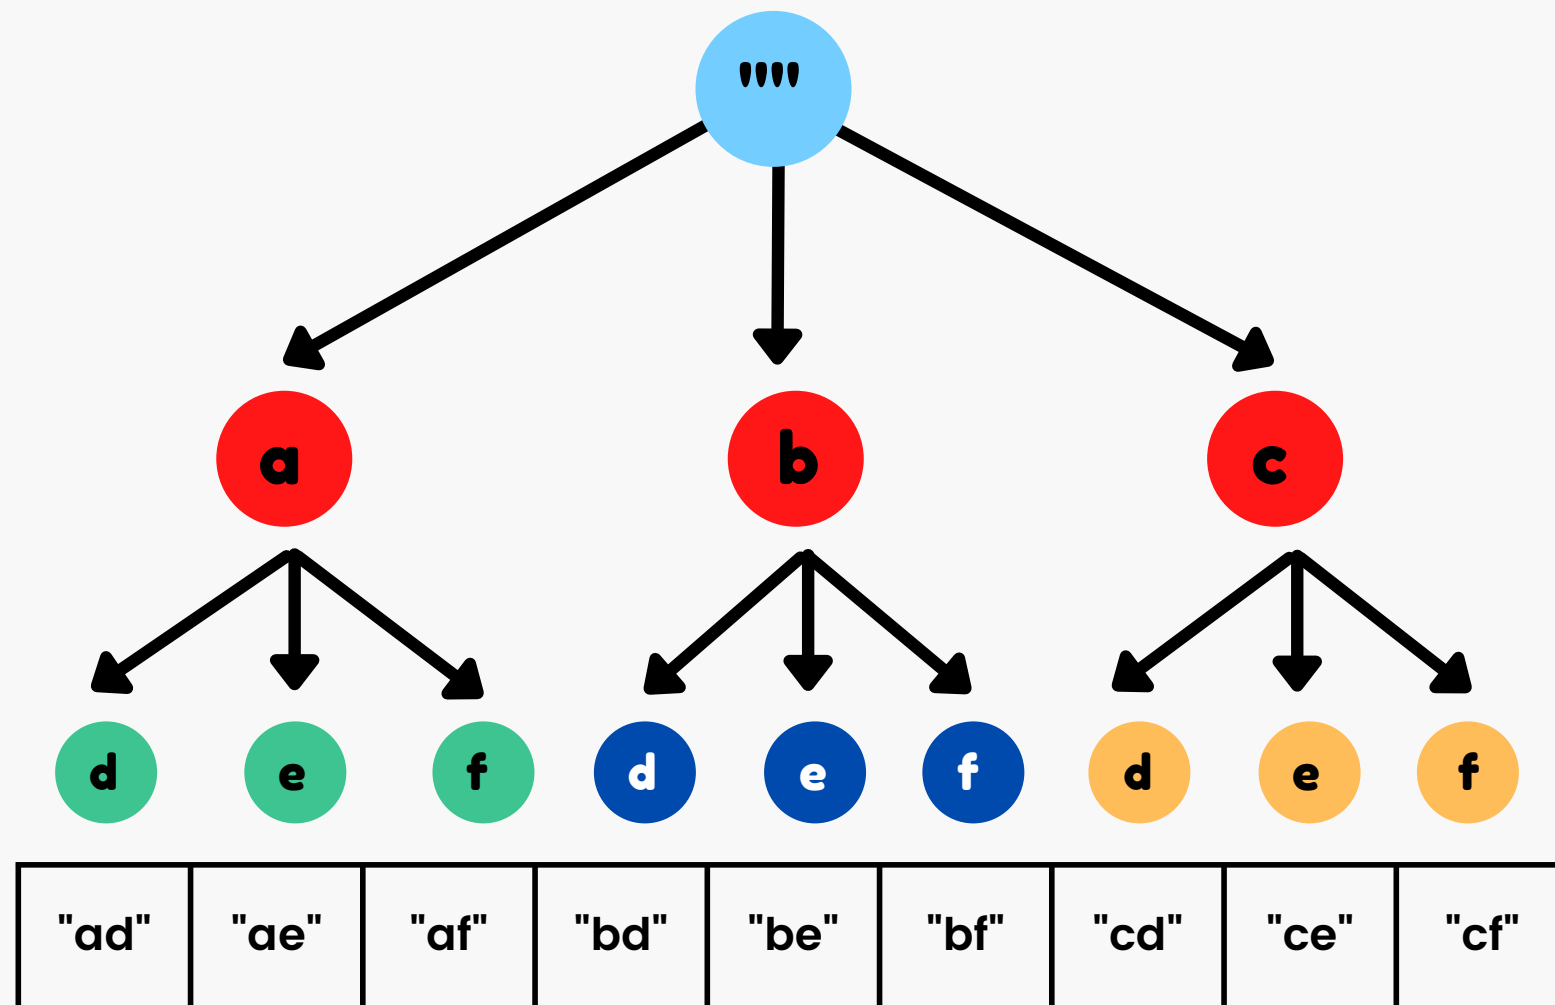 ""
a b c
d e f d e f d e f
"ad" "ae" "af" "bd" "be" "bf" "cd" "ce" "cf"